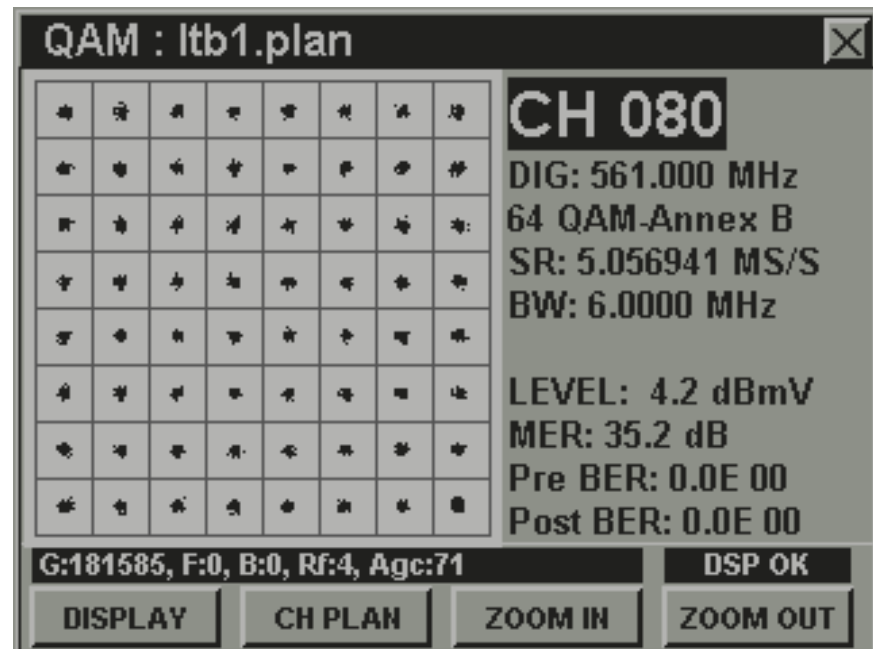 QAM : ltb1.plan
CH 080
DIG: 561.000 MHz
64 QAM-Annex B
SR: 5.056941 MS/S
BW: 6.0000 MHz
LEVEL: 4.2 dBmV
MER: 35.2 dB
Pre BER: 0.0E 00
Post BER: 0.0E 00
G:181585, F:0, B:0, Rf:4, Agc:71
DSP OK
DISPLAY
CH PLAN
ZOOM IN
ZOOM OUT